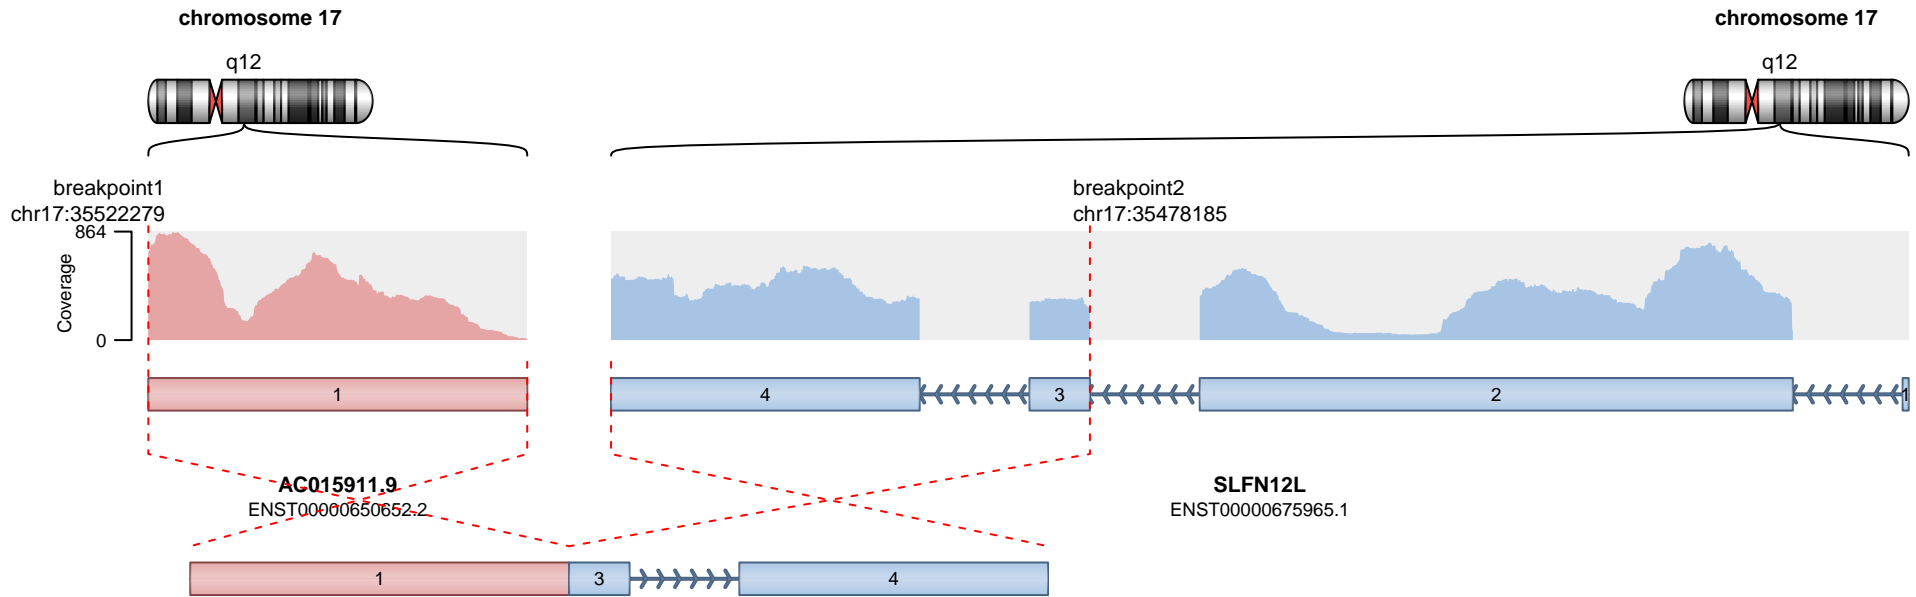 chromosome 17
chromosome 17
q12
q12
breakpoint1
chr17:35522279
breakpoint2
chr17:35478185
864
Coverage
0
1
4
3
2
1
AC015911.9
ENST00000650652.2
SLFN12L
ENST00000675965.1
1
3
4